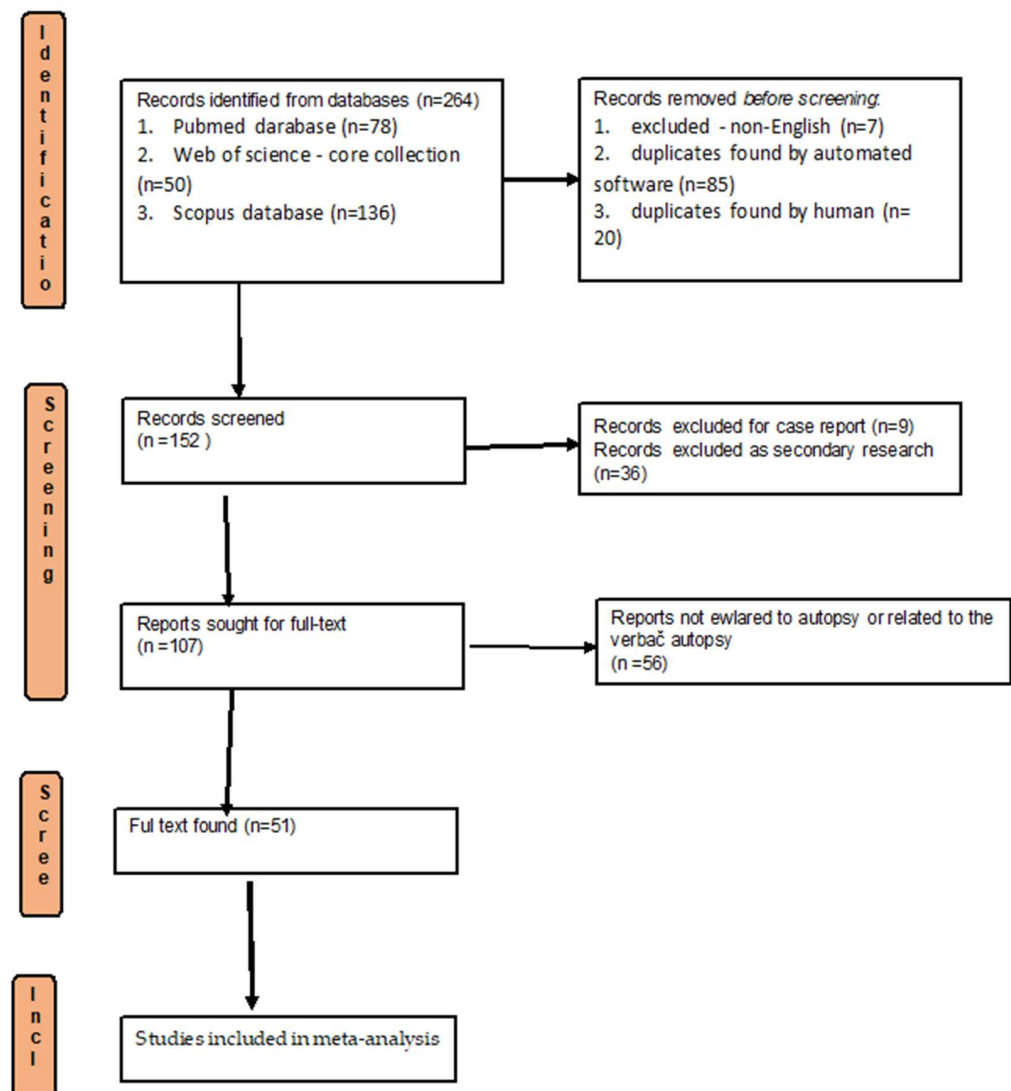 Identificatio
Records identified from databases (n=264)
1. Pubmed darabase (n=78)
2. Web of science - core collection
(n=50)
3. Scopus database (n=136)
Records removed before screening:
1. excluded - non-English (n=7)
2. duplicates found by automated
software (n=85)
3. duplicates found by human (n=
20)
Screening
Records screened
(n =152 )
Records excluded for case report (n=9)
Records excluded as secondary research
(n=36)
Reports sought for full-text
(n =107)
Reports not ewlared to autopsy or related to the
verbač autopsy
(n =56)
Scree
Ful text found (n=51)
Incl
Studies included in meta-analysis